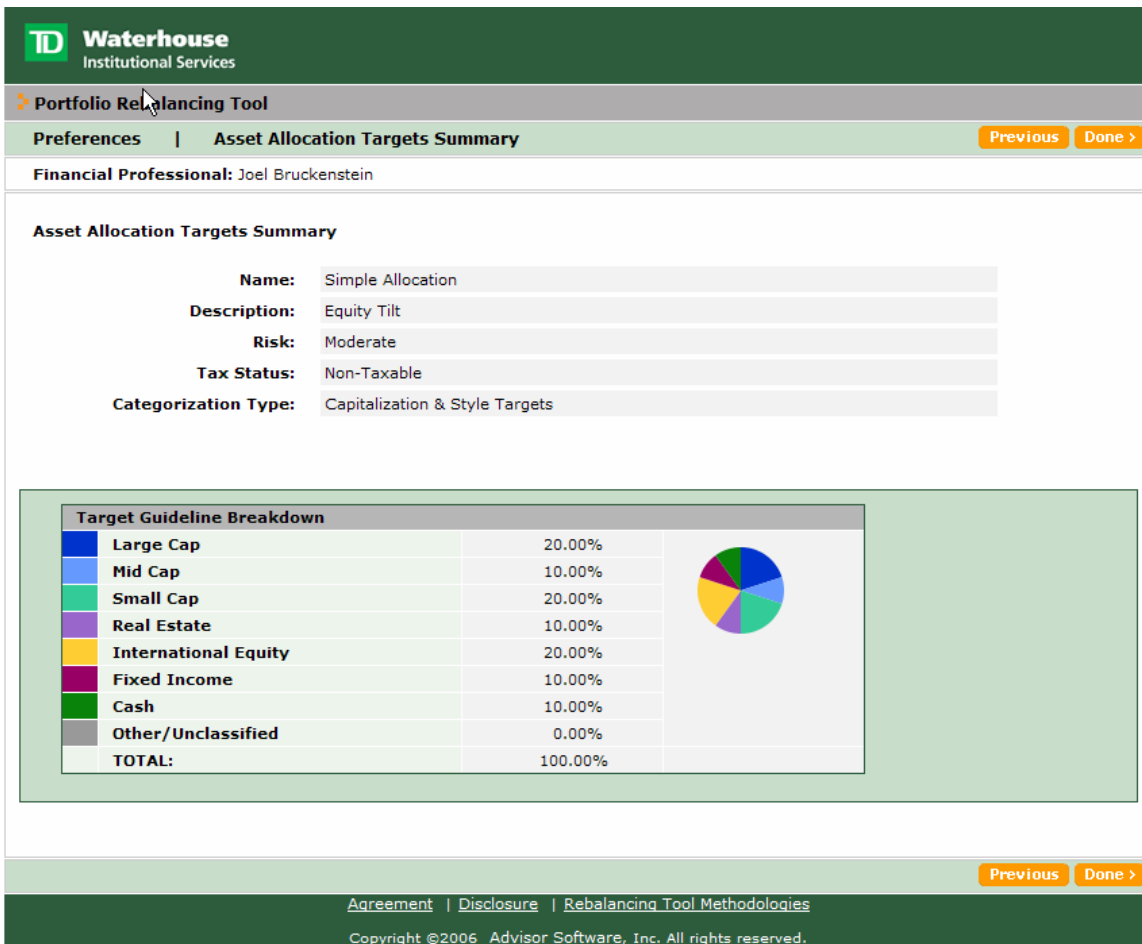 TD Waterhouse
Institutional Services
Portfolio Rebalancing Tool
Preferences | Asset Allocation Targets Summary Previous Done >
Financial Professional: Joel Bruckenstein
Asset Allocation Targets Summary
Name: Simple Allocation
Description: Equity Tilt
Risk: Moderate
Tax Status: Non-Taxable
Categorization Type: Capitalization & Style Targets
Target Guideline Breakdown
Large Cap 20.00%
Mid Cap 10.00%
Small Cap 20.00%
Real Estate 10.00%
International Equity 20.00%
Fixed Income 10.00%
Cash 10.00%
Other/Unclassified 0.00%
TOTAL: 100.00%
Previous Done >
Agreement | Disclosure | Rebalancing Tool Methodologies
Copyright ©2006 Advisor Software, Inc. All rights reserved.